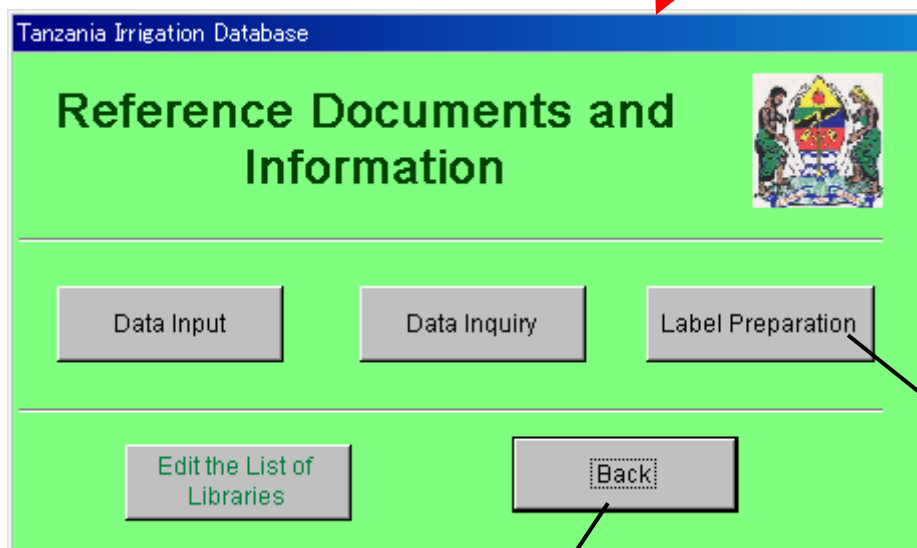 Tanzania Irrigation Database
Reference Documents and
Information
Data Input
Data Inquiry
Label Preparation
Edit the List of
Libraries
Back